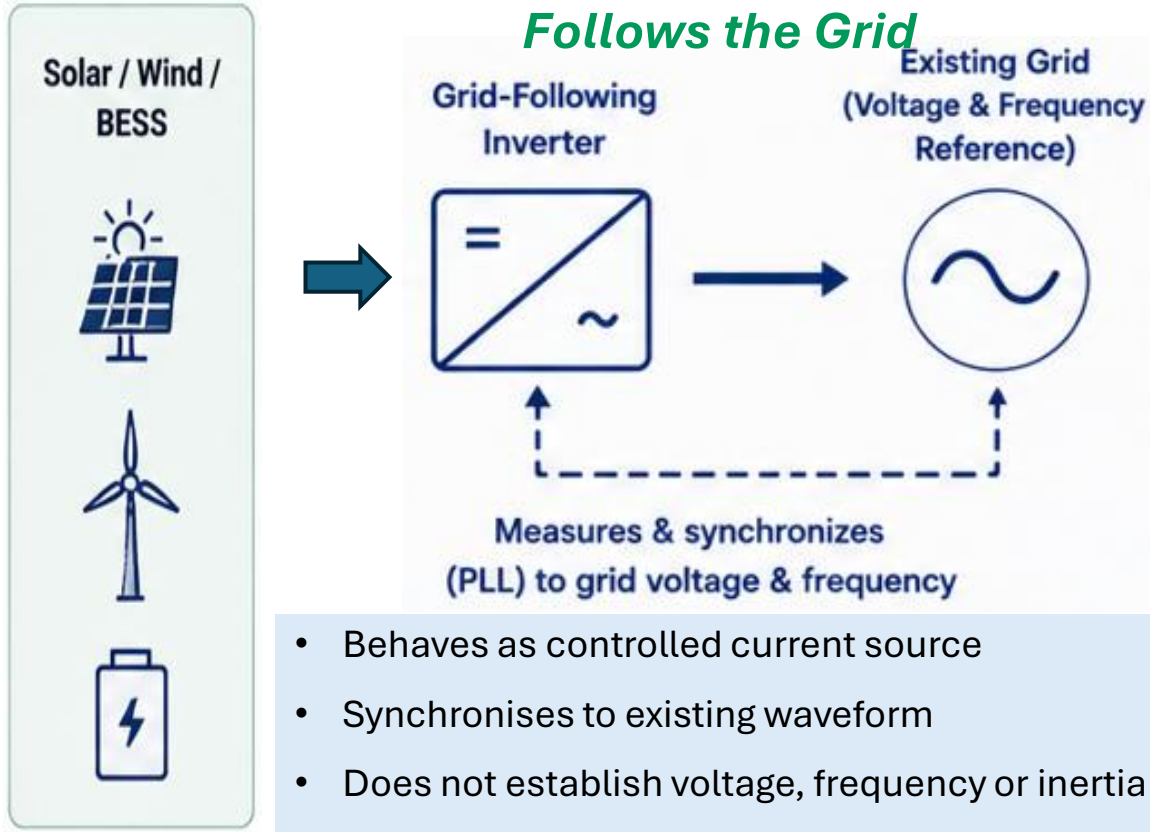 Follows the Grid
Solar / Wind /
BESS
Grid-Following
Inverter
Existing Grid
(Voltage & Frequency
Reference)
Measures & synchronizes
(PLL) to grid voltage & frequency
• Behaves as controlled current source
• Synchronises to existing waveform
• Does not establish voltage, frequency or inertia